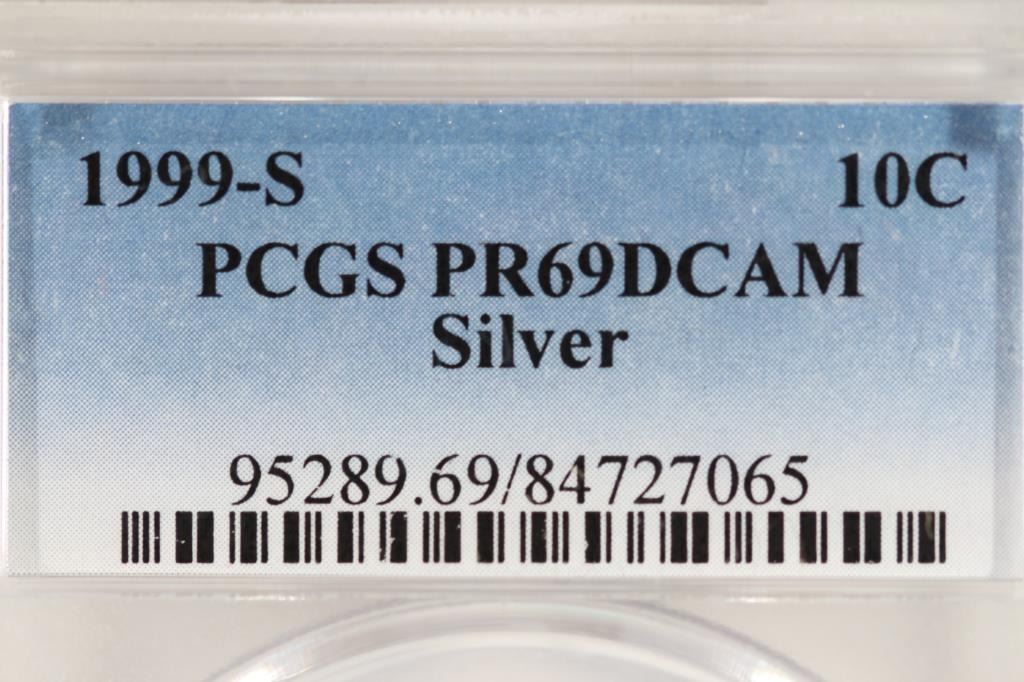 1999-S 10C
PCGS PR69DCAM
Silver
95289.69/84727065